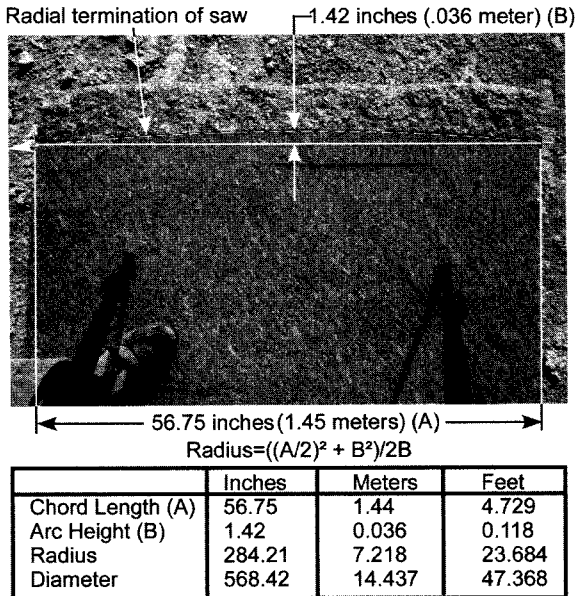 Radial termination of saw
1.42 inches (.036 meter) (B)
56.75 inches (1.45 meters) (A)
Radius=((A/2)² + B²)/2B
Inches Meters Feet
Chord Length (A) 56.75 1.44 4.729
Arc Height (B) 1.42 0.036 0.118
Radius 284.21 7.218 23.684
Diameter 568.42 14.437 47.368